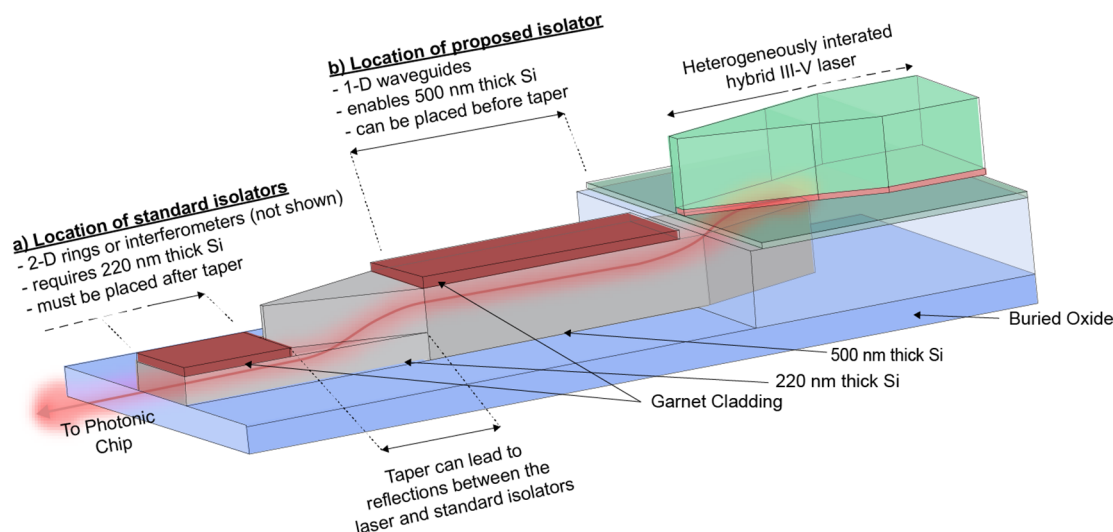 b) Location of proposed isolator
- 1-D waveguides
- enables 500 nm thick Si
- can be placed before taper
Heterogeneously interated
hybrid III-V laser
a) Location of standard isolators
- 2-D rings or interferometers (not shown)
- requires 220 nm thick Si
- must be placed after taper
Buried Oxide
500 nm thick Si
220 nm thick Si
Garnet Cladding
To Photonic
Chip
Taper can lead to
reflections between the
laser and standard isolators